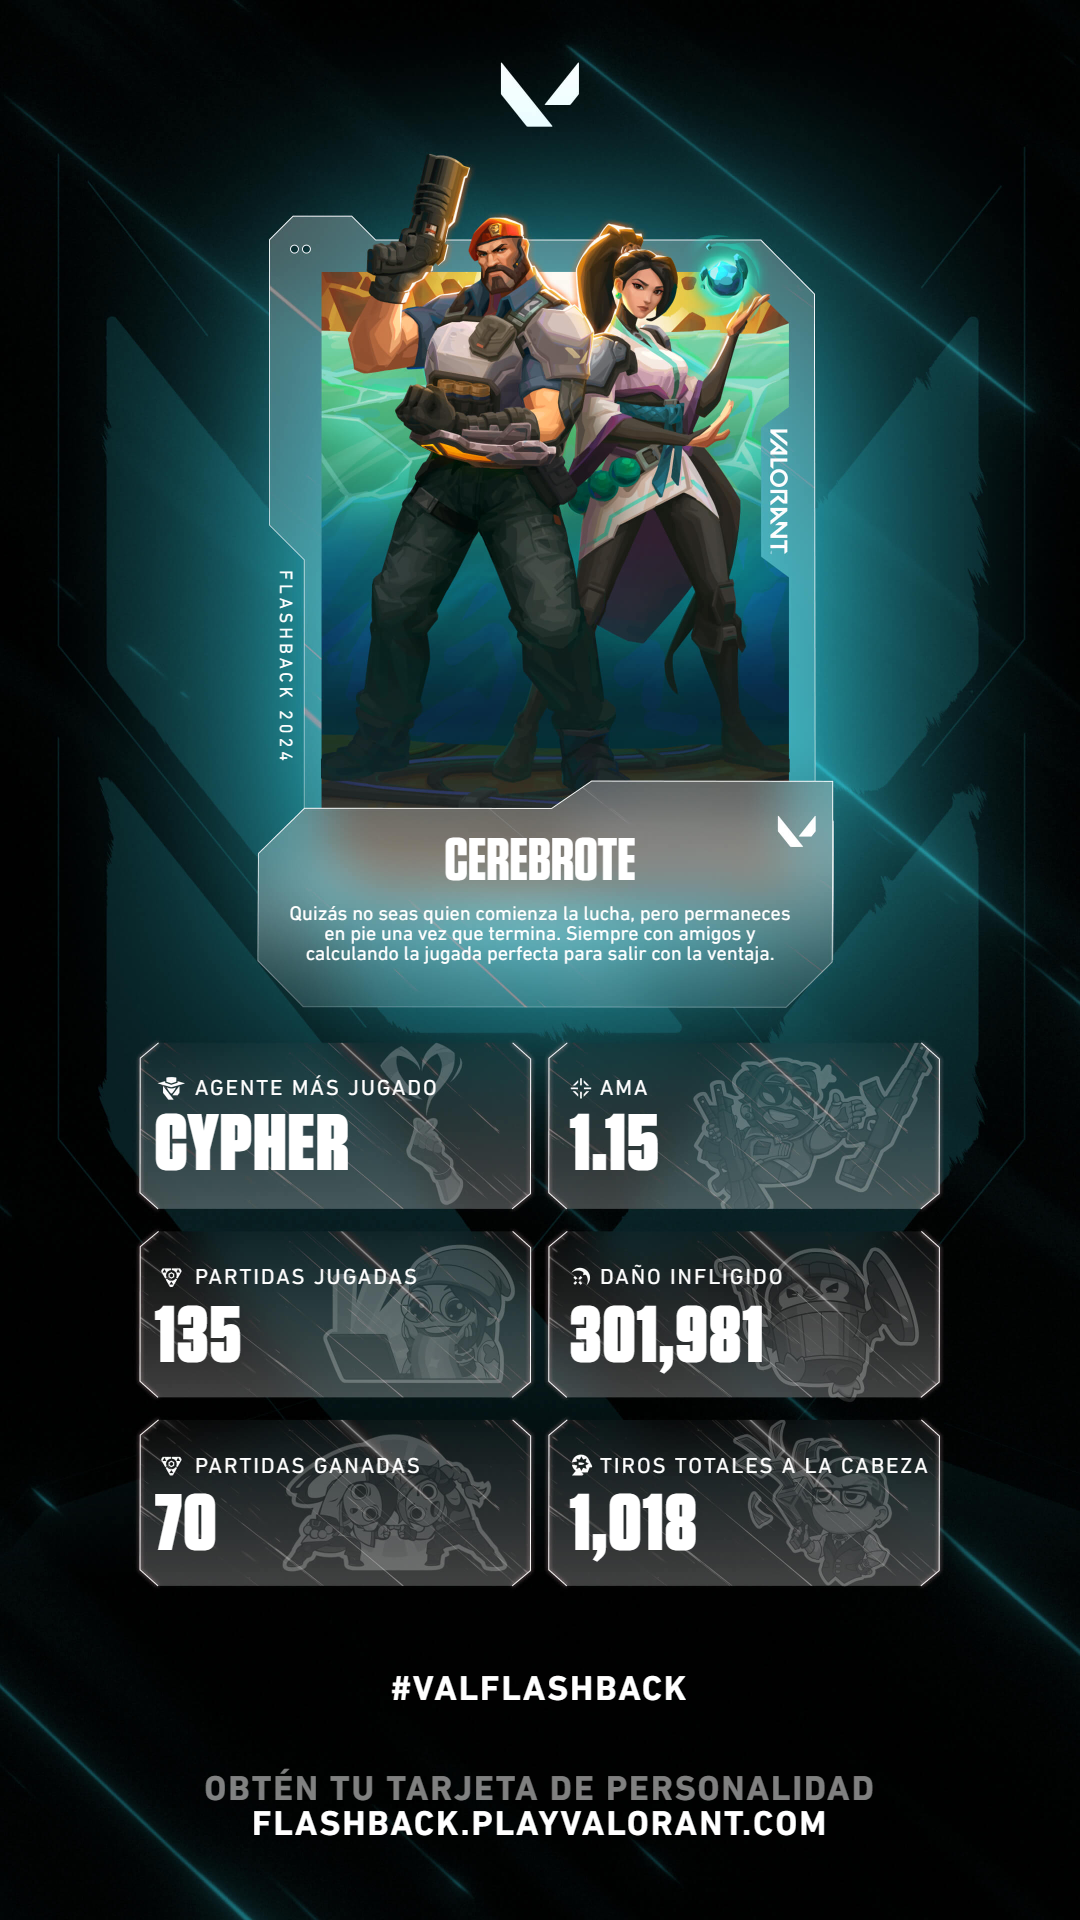 VALORANT
FLASHBACK 2024
CEREBROTE
Quizás no seas quien comienza la lucha, pero permaneces
en pie una vez que termina. Siempre con amigos y
calculando la jugada perfecta para salir con la ventaja.
AGENTE MÁS JUGADO
CYPHER
AMA
1.15
PARTIDAS JUGADAS
135
DAÑO INFLIGIDO
301,981
PARTIDAS GANADAS
70
TIROS TOTALES A LA CABEZA
1,018
#VALFLASHBACK
OBTÉN TU TARJETA DE PERSONALIDAD
FLASHBACK.PLAYVALORANT.COM